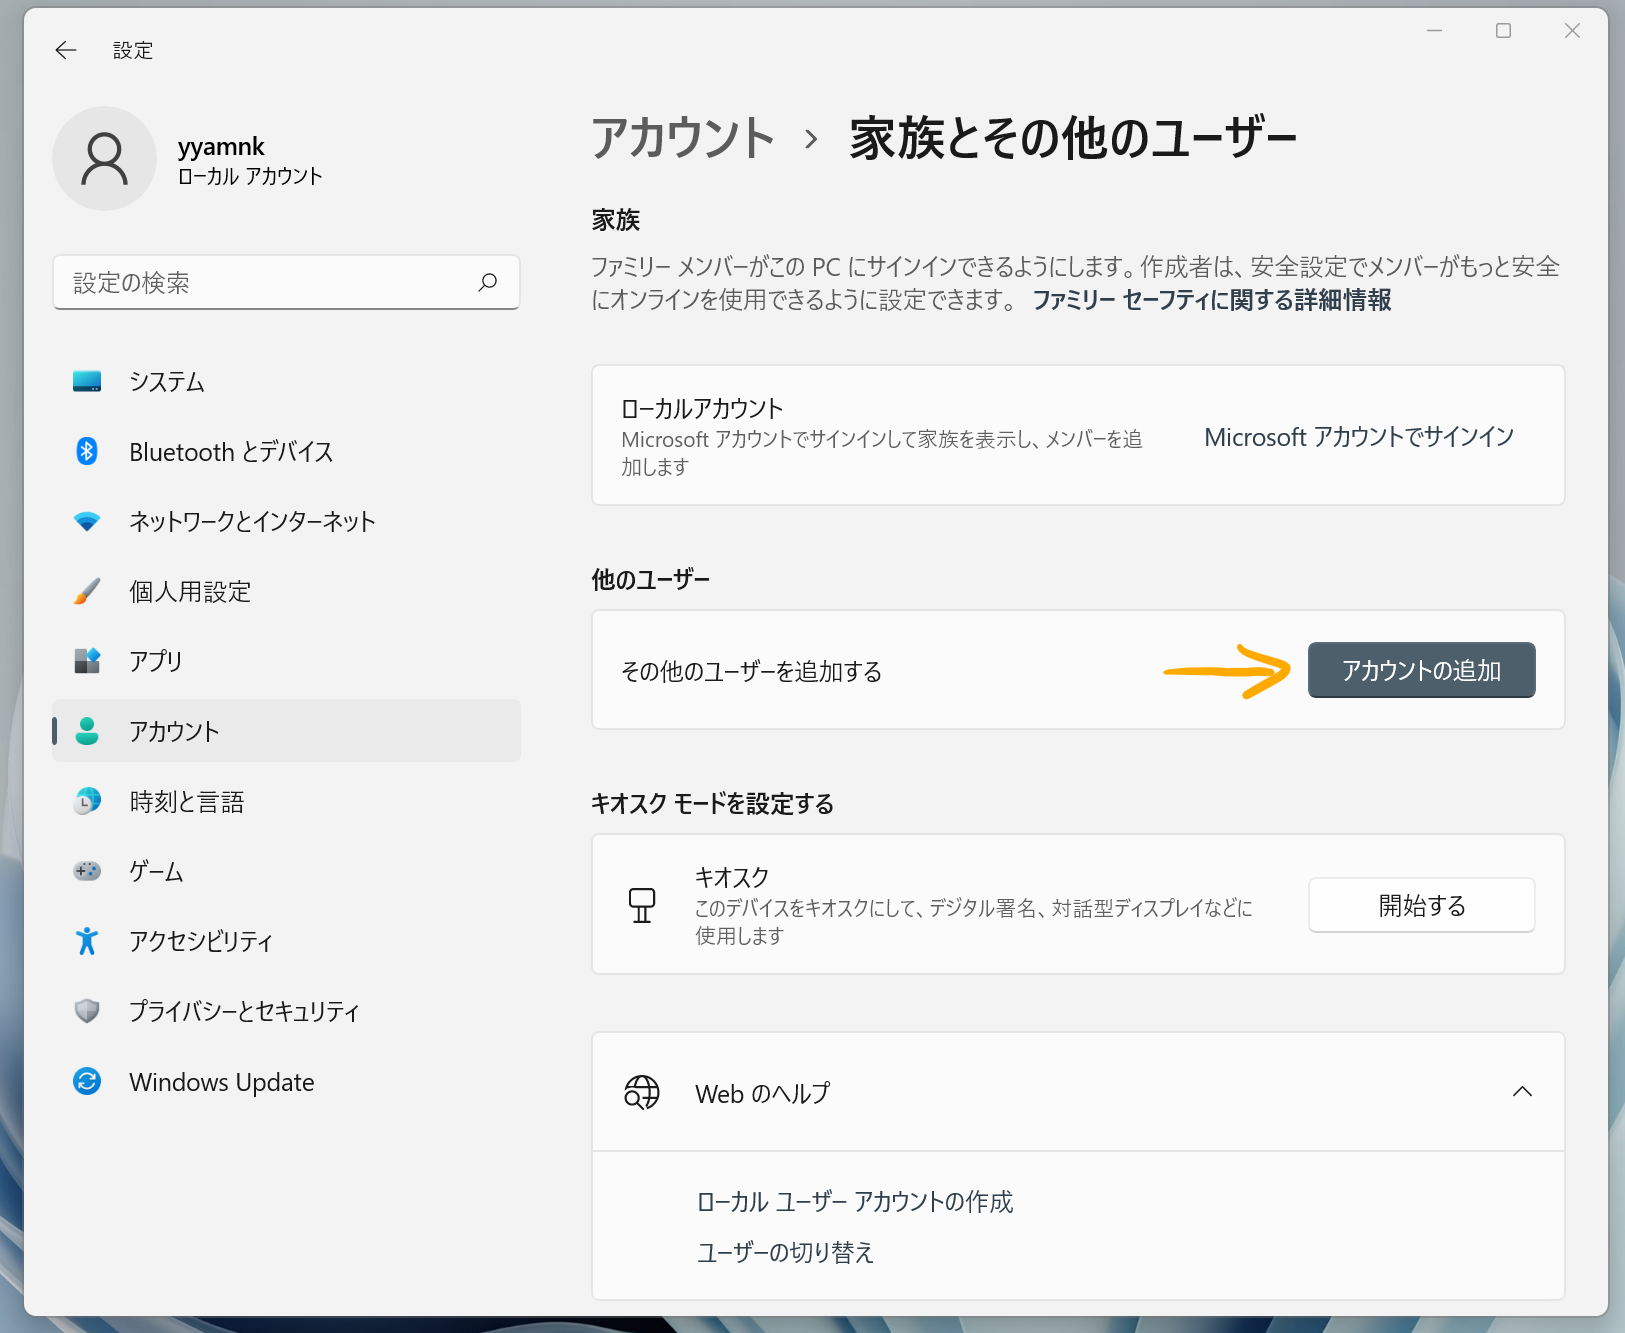 設定
yyamnk
ローカル アカウント
設定の検索
システム
Bluetooth とデバイス
ネットワークとインターネット
個人用設定
アプリ
アカウント
時刻と言語
ゲーム
アクセシビリティ
プライバシーとセキュリティ
Windows Update
アカウント › 家族とその他のユーザー
家族
ファミリー メンバーがこの PC にサインインできるようにします。作成者は、安全設定でメンバーがもっと安全
にオンラインを使用できるように設定できます。 ファミリー セーフティに関する詳細情報
ローカルアカウント
Microsoft アカウントでサインインして家族を表示し、メンバーを追
加します
Microsoft アカウントでサインイン
他のユーザー
その他のユーザーを追加する
アカウントの追加
キオスク モードを設定する
キオスク
このデバイスをキオスクにして、デジタル署名、対話型ディスプレイなどに
使用します
開始する
Web のヘルプ
ローカル ユーザー アカウントの作成
ユーザーの切り替え